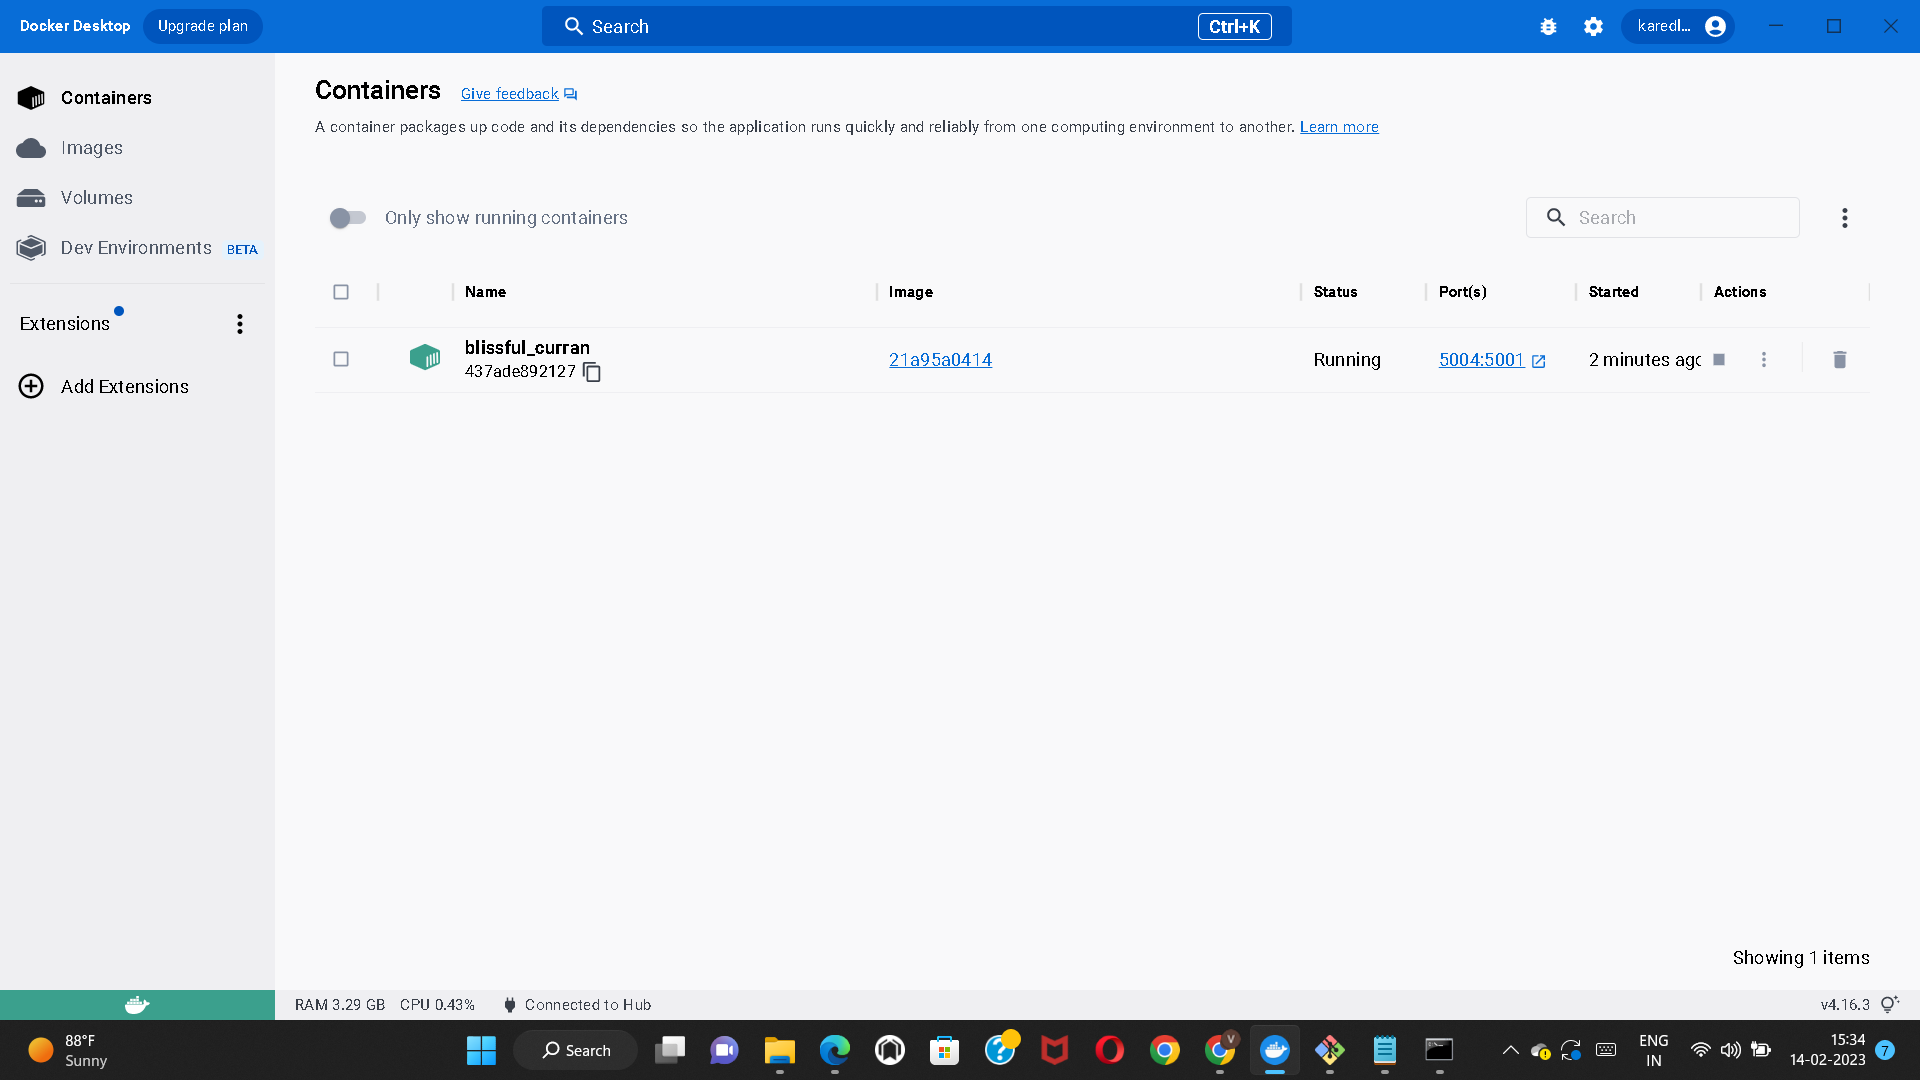 Docker Desktop
Upgrade plan
Search
Ctrl+K
karedl...
Containers
Images
Volumes
Dev Environments BETA
Extensions
Add Extensions
Containers
Give feedback
A container packages up code and its dependencies so the application runs quickly and reliably from one computing environment to another. Learn more
Only show running containers
Search
Name Image Status Port(s) Started Actions
blissful_curran
437ade892127
21a95a0414
Running
5004:5001
2 minutes ago
Showing 1 items
RAM 3.29 GB CPU 0.43% Connected to Hub
v4.16.3
88°F
Sunny
Search
V
ENG
IN
15:34
14-02-2023
7